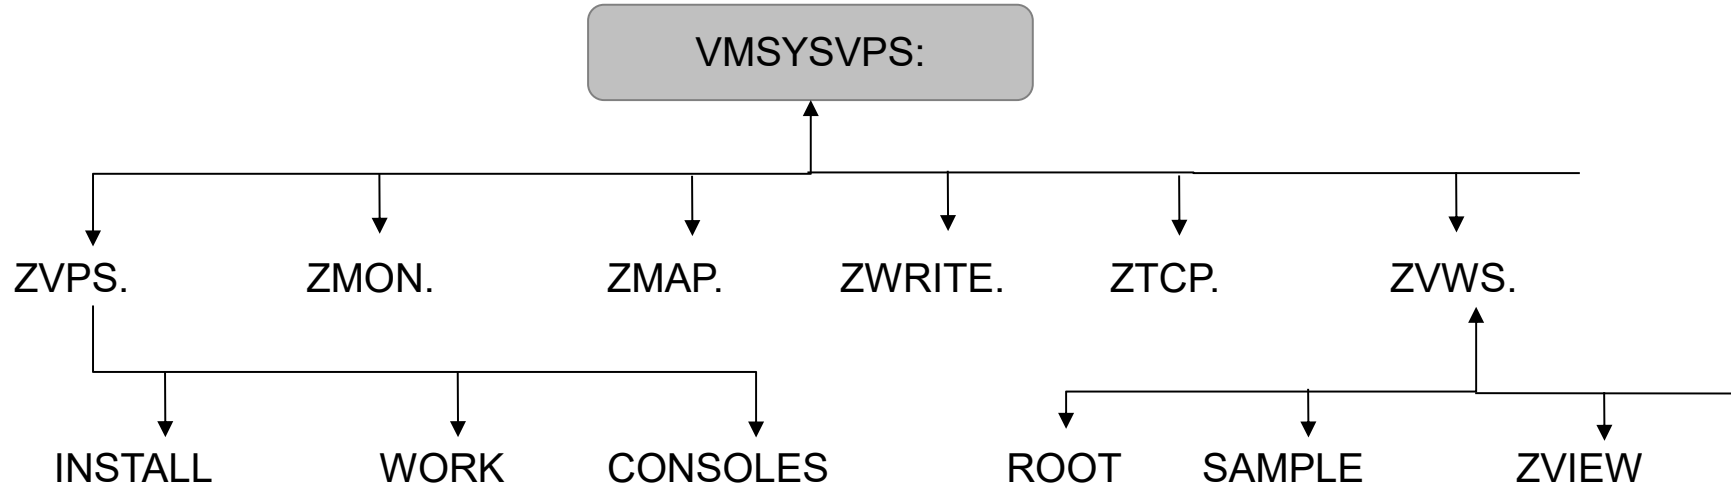 VMSYSVPS:
ZVPS. ZMON. ZMAP. ZWRITE. ZTCP. ZVWS.
INSTALL WORK CONSOLES ROOT SAMPLE ZVIEW